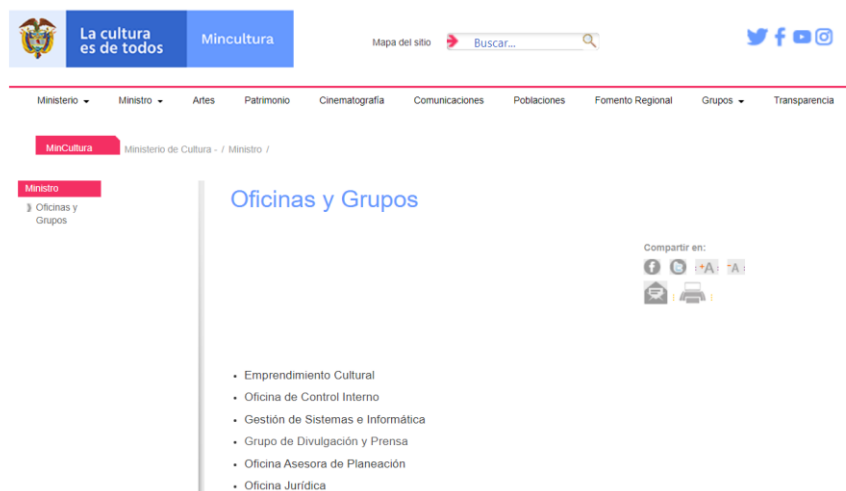 La cultura
es de todos
Mincultura
Mapa del sitio
Buscar...
Ministerio
Ministro
Artes
Patrimonio
Cinematografía
Comunicaciones
Poblaciones
Fomento Regional
Grupos
Transparencia
MinCultura
Ministerio de Cultura - / Ministro /
Ministro
Oficinas y
Grupos
Oficinas y Grupos
Compartir en:
+A -A
• Emprendimiento Cultural
• Oficina de Control Interno
• Gestión de Sistemas e Informática
• Grupo de Divulgación y Prensa
• Oficina Asesora de Planeación
• Oficina Jurídica